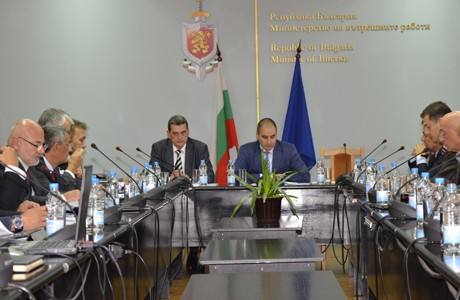 Република България
Министерство на вътрешните работи
Republic of Bulgaria
Ministry of Interior